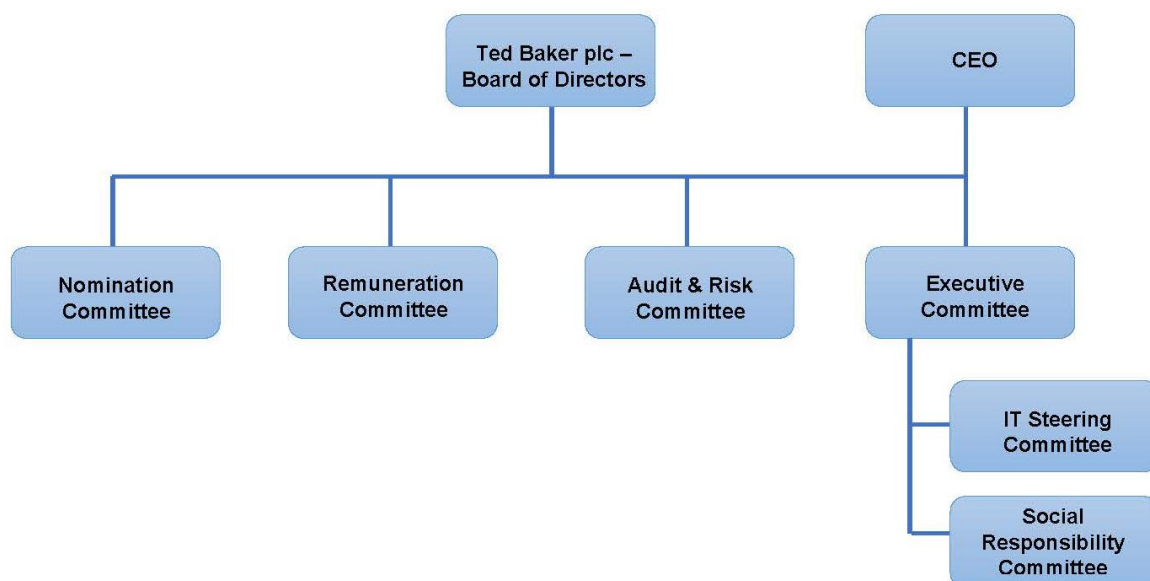 Ted Baker plc –
Board of Directors
CEO
Nomination
Committee
Remuneration
Committee
Audit & Risk
Committee
Executive
Committee
IT Steering
Committee
Social
Responsibility
Committee